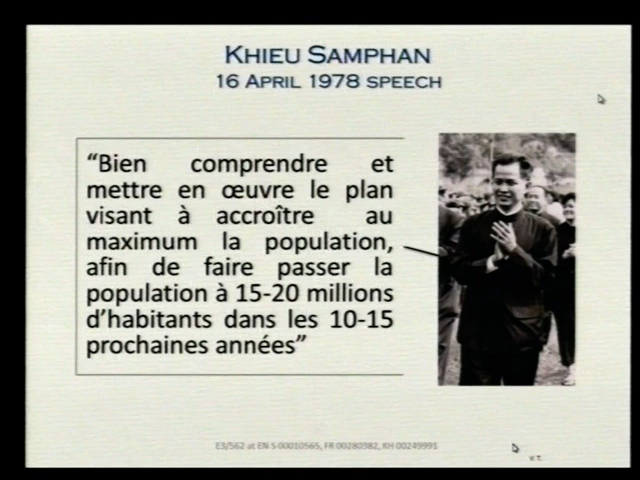 KHIEU SAMPHAN
16 APRIL 1978 SPEECH
“Bien comprendre et
mettre en œuvre le plan
visant à accroître au
maximum la population,
afin de faire passer la
population à 15-20 millions
d’habitants dans les 10-15
prochaines années”
E3/562 at EN S 00010565, FR 00280382, KH 00249991
V.T.